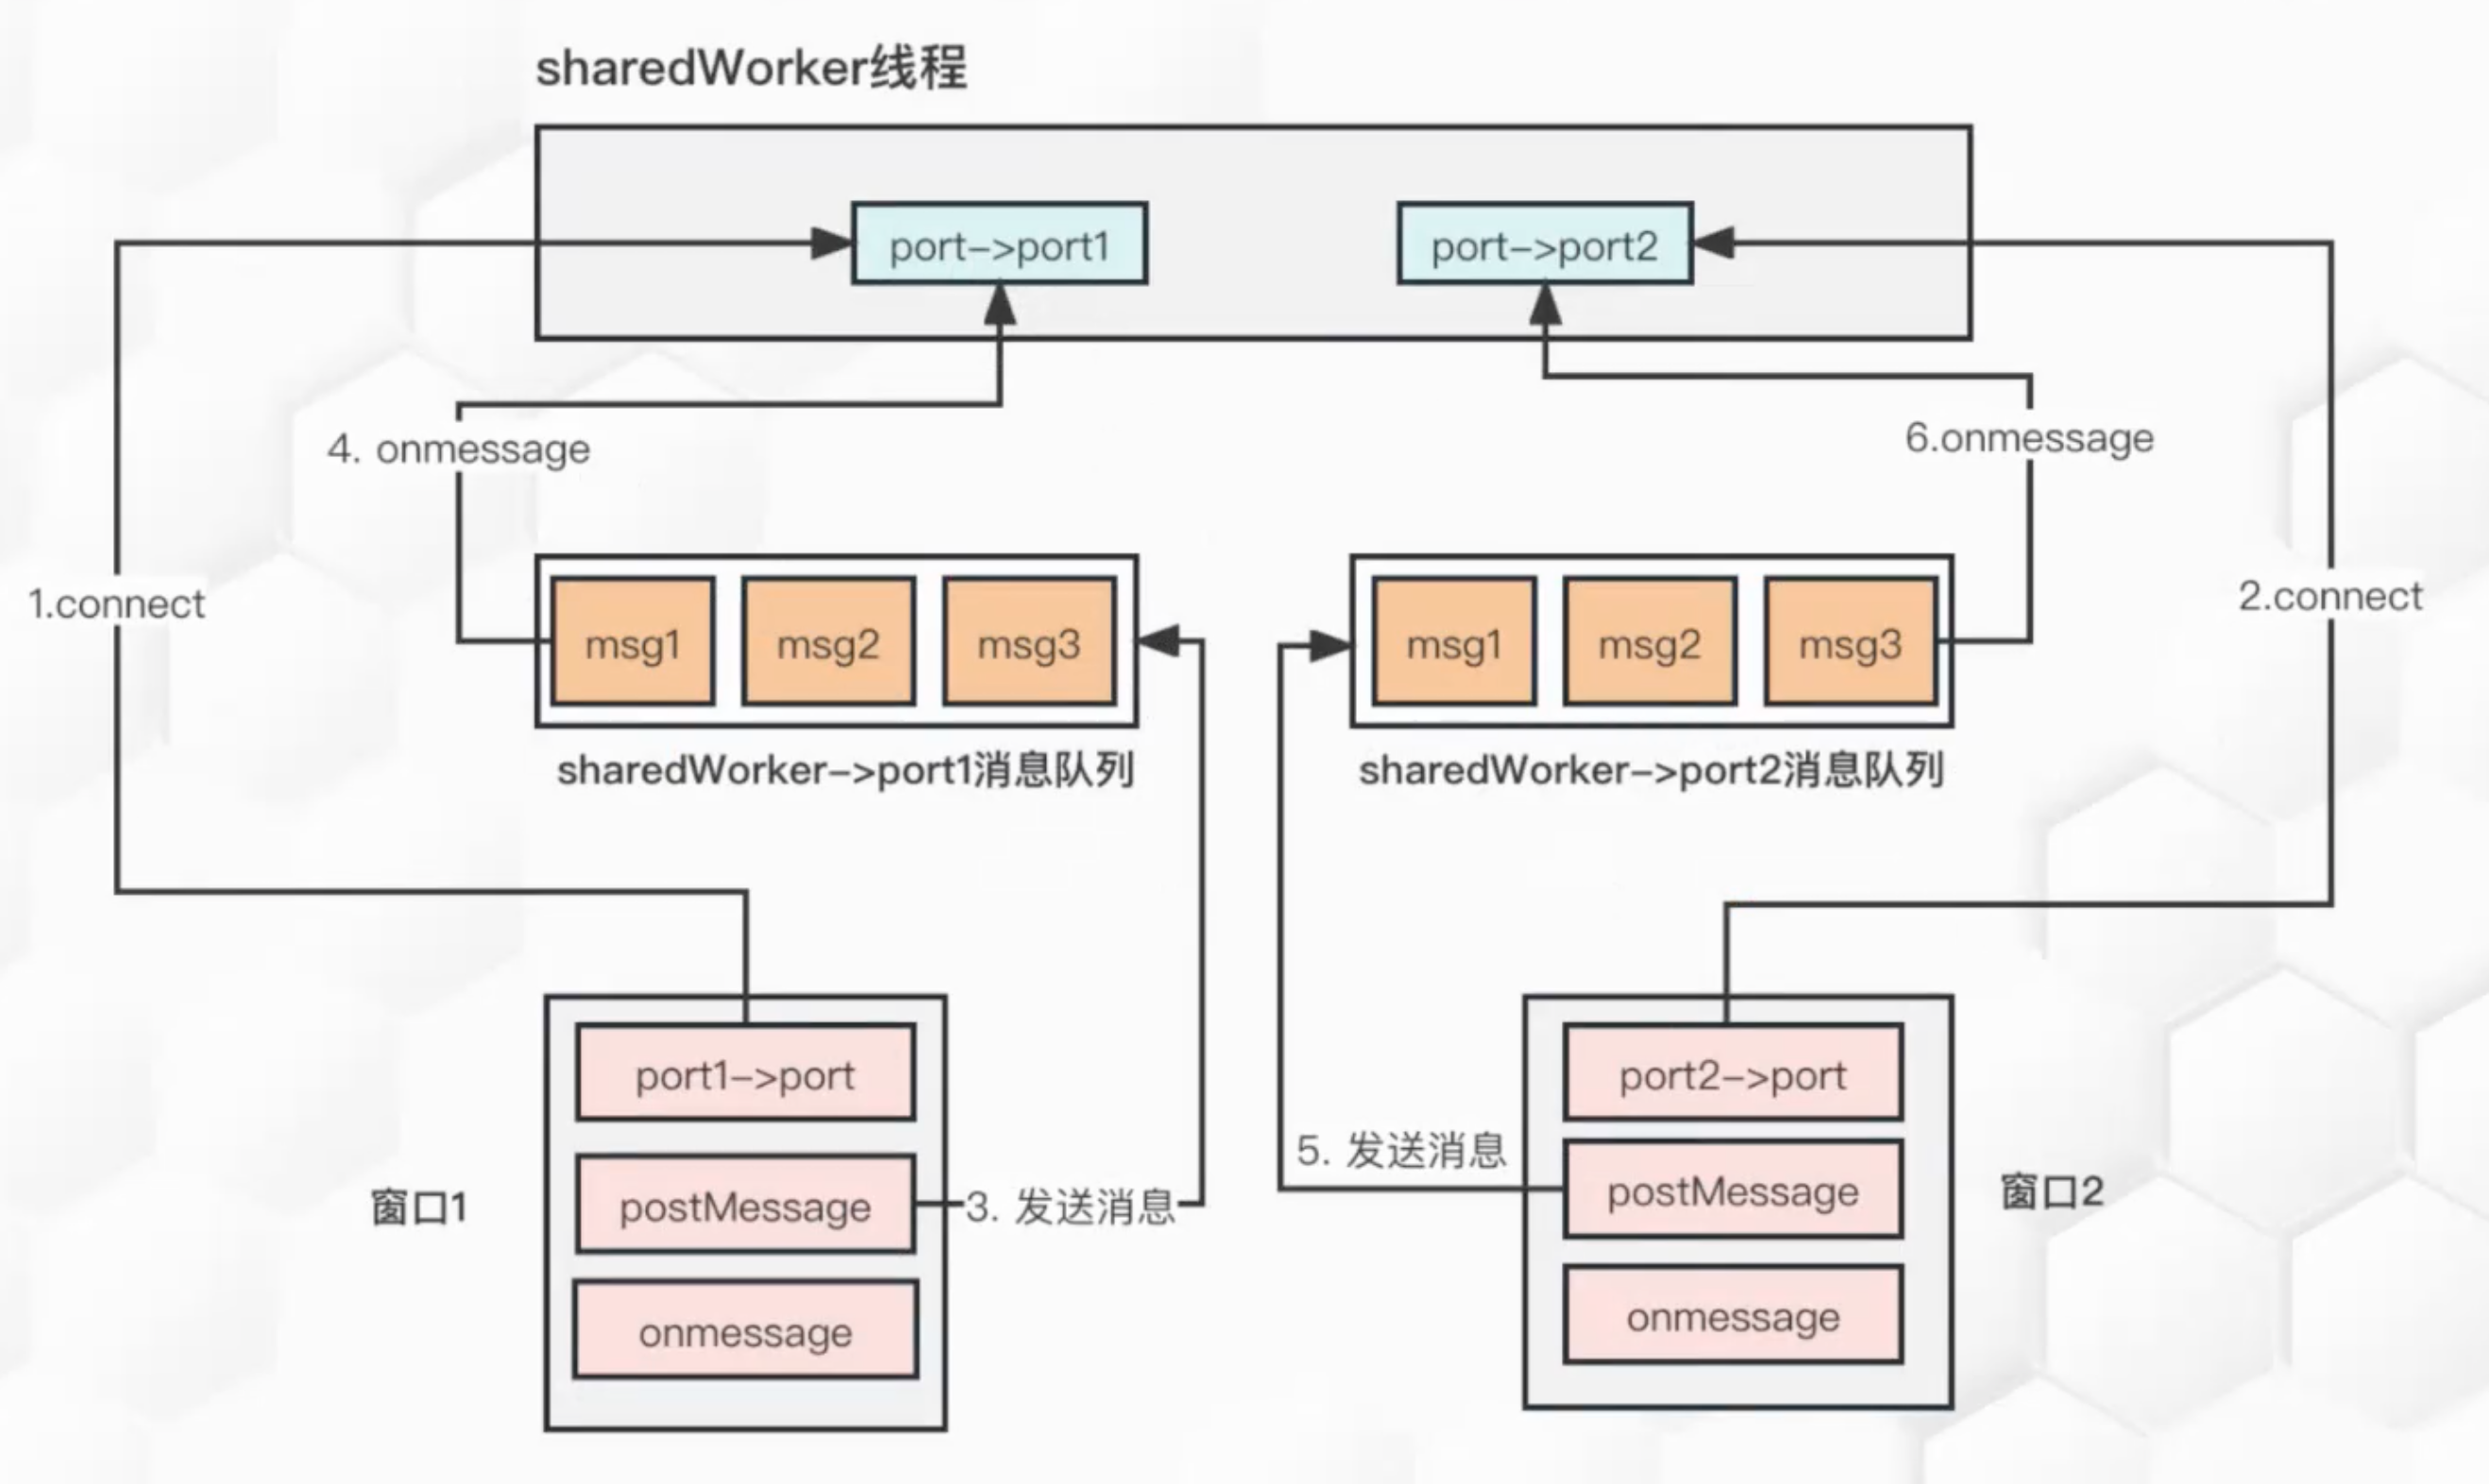 sharedWorker线程
port–>port1
port–>port2
4. onmessage
6.onmessage
1.connect
2.connect
msg1
msg2
msg3
msg1
msg2
msg3
sharedWorker–>port1消息队列
sharedWorker–>port2消息队列
port1–>port
port2–>port
5. 发送消息
窗口1
postMessage
3. 发送消息
postMessage
窗口2
onmessage
onmessage